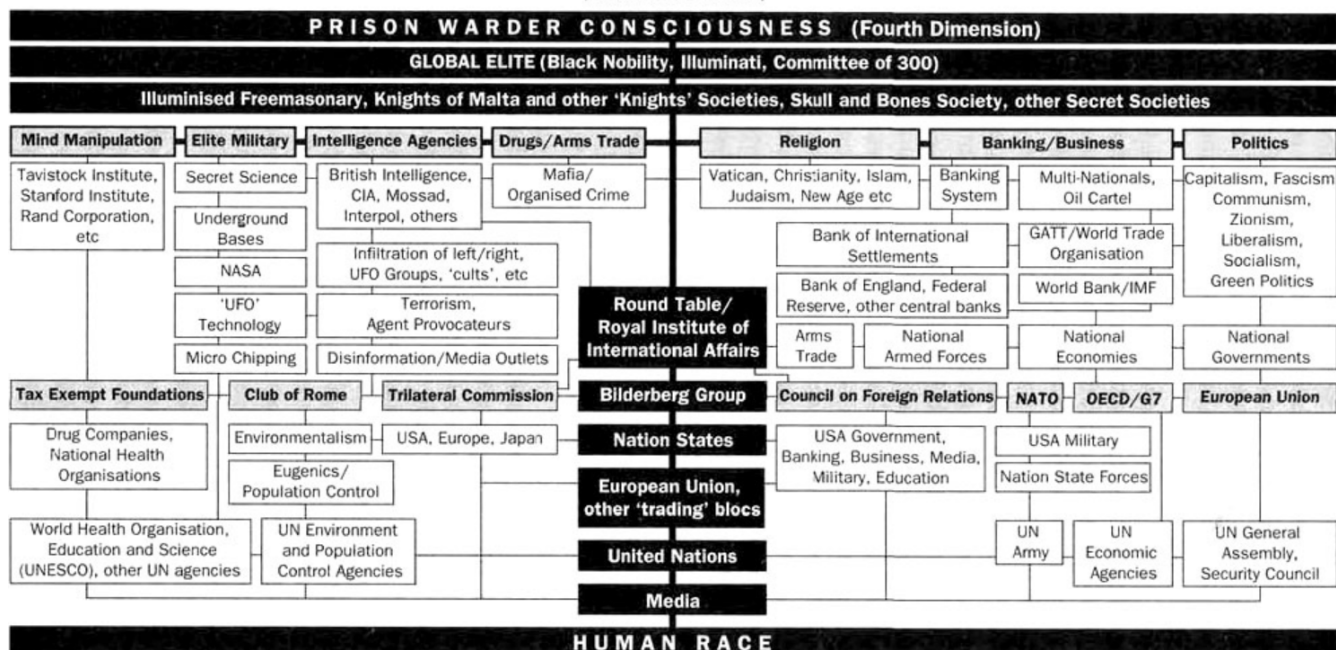 PRISON WARDER CONSCIOUSNESS (Fourth Dimension)
GLOBAL ELITE (Black Nobility, Illuminati, Committee of 300)
Illuminised Freemasonary, Knights of Malta and other 'Knights' Societies, Skull and Bones Society, other Secret Societies
Mind Manipulation
Elite Military
Intelligence Agencies
Drugs/Arms Trade
Religion
Banking/Business
Politics
Tavistock Institute,
Stanford Institute,
Rand Corporation,
etc
Secret Science
Underground
Bases
NASA
'UFO'
Technology
Micro Chipping
British Intelligence,
CIA, Mossad,
Interpol, others
Infiltration of left/right,
UFO Groups, 'cults', etc
Terrorism,
Agent Provocateurs
Disinformation/Media Outlets
Mafia/
Organised Crime
Vatican, Christianity, Islam,
Judaism, New Age etc
Banking
System
Multi-Nationals,
Oil Cartel
Capitalism, Fascism
Communism,
Zionism,
Liberalism,
Socialism,
Green Politics
Bank of International
Settlements
GATT/World Trade
Organisation
Bank of England, Federal
Reserve, other central banks
World Bank/IMF
Round Table/
Royal Institute of
International Affairs
Arms
Trade
National
Armed Forces
National
Economies
National
Governments
Tax Exempt Foundations
Club of Rome
Trilateral Commission
Bilderberg Group
Council on Foreign Relations
NATO
OECD/G7
European Union
Drug Companies,
National Health
Organisations
Environmentalism
USA, Europe, Japan
Nation States
USA Government,
Banking, Business, Media,
Military, Education
USA Military
Eugenics/
Population Control
European Union,
other 'trading' blocs
Nation State Forces
World Health Organisation,
Education and Science
(UNESCO), other UN agencies
UN Environment
and Population
Control Agencies
United Nations
UN
Army
UN
Economic
Agencies
UN General
Assembly,
Security Council
Media
HUMAN RACE